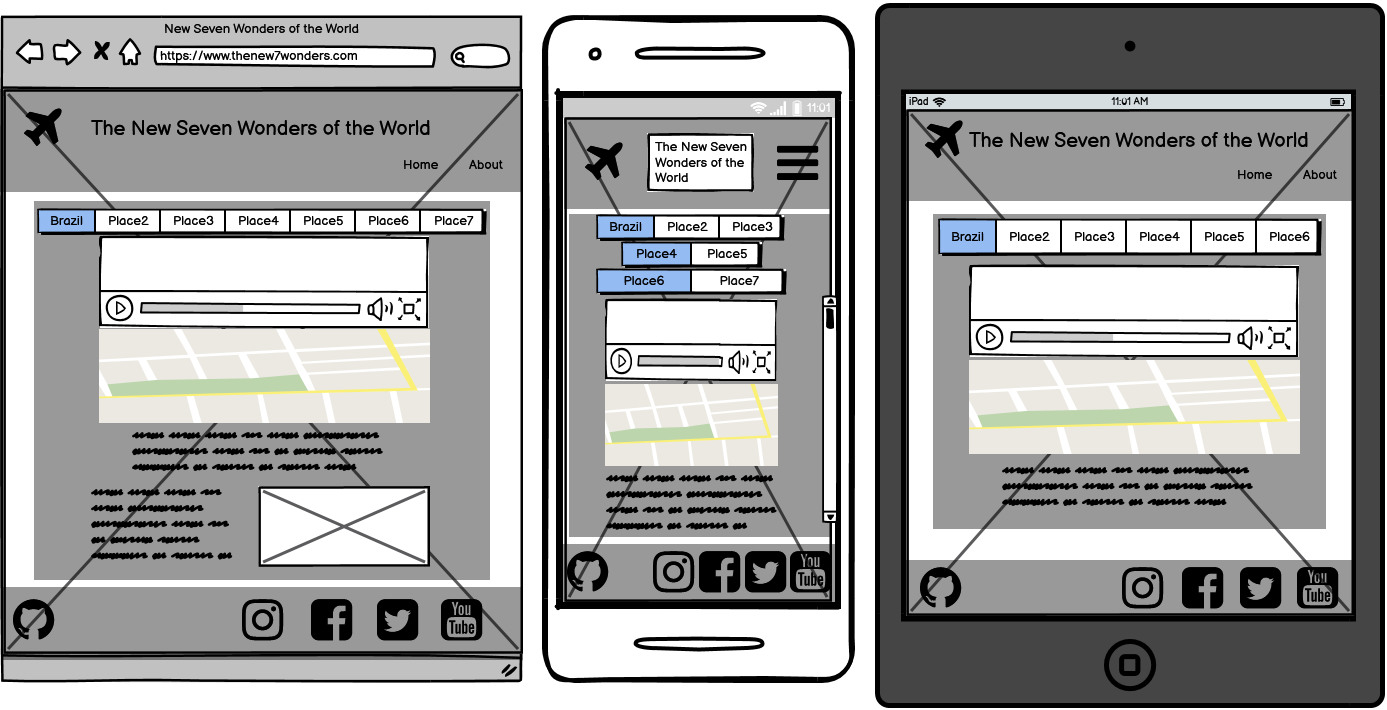 New Seven Wonders of the World
https://www.thenew7wonders.com
The New Seven Wonders of the World
Home About
Brazil Place2 Place3 Place4 Place5 Place6 Place7
You
Tube
11:01
The New Seven
Wonders of the
World
Brazil Place2 Place3
Place4 Place5
Place6 Place7
You
Tube
iPad 11:01 AM
The New Seven Wonders of the World
Home About
Brazil Place2 Place3 Place4 Place5 Place6
You
Tube